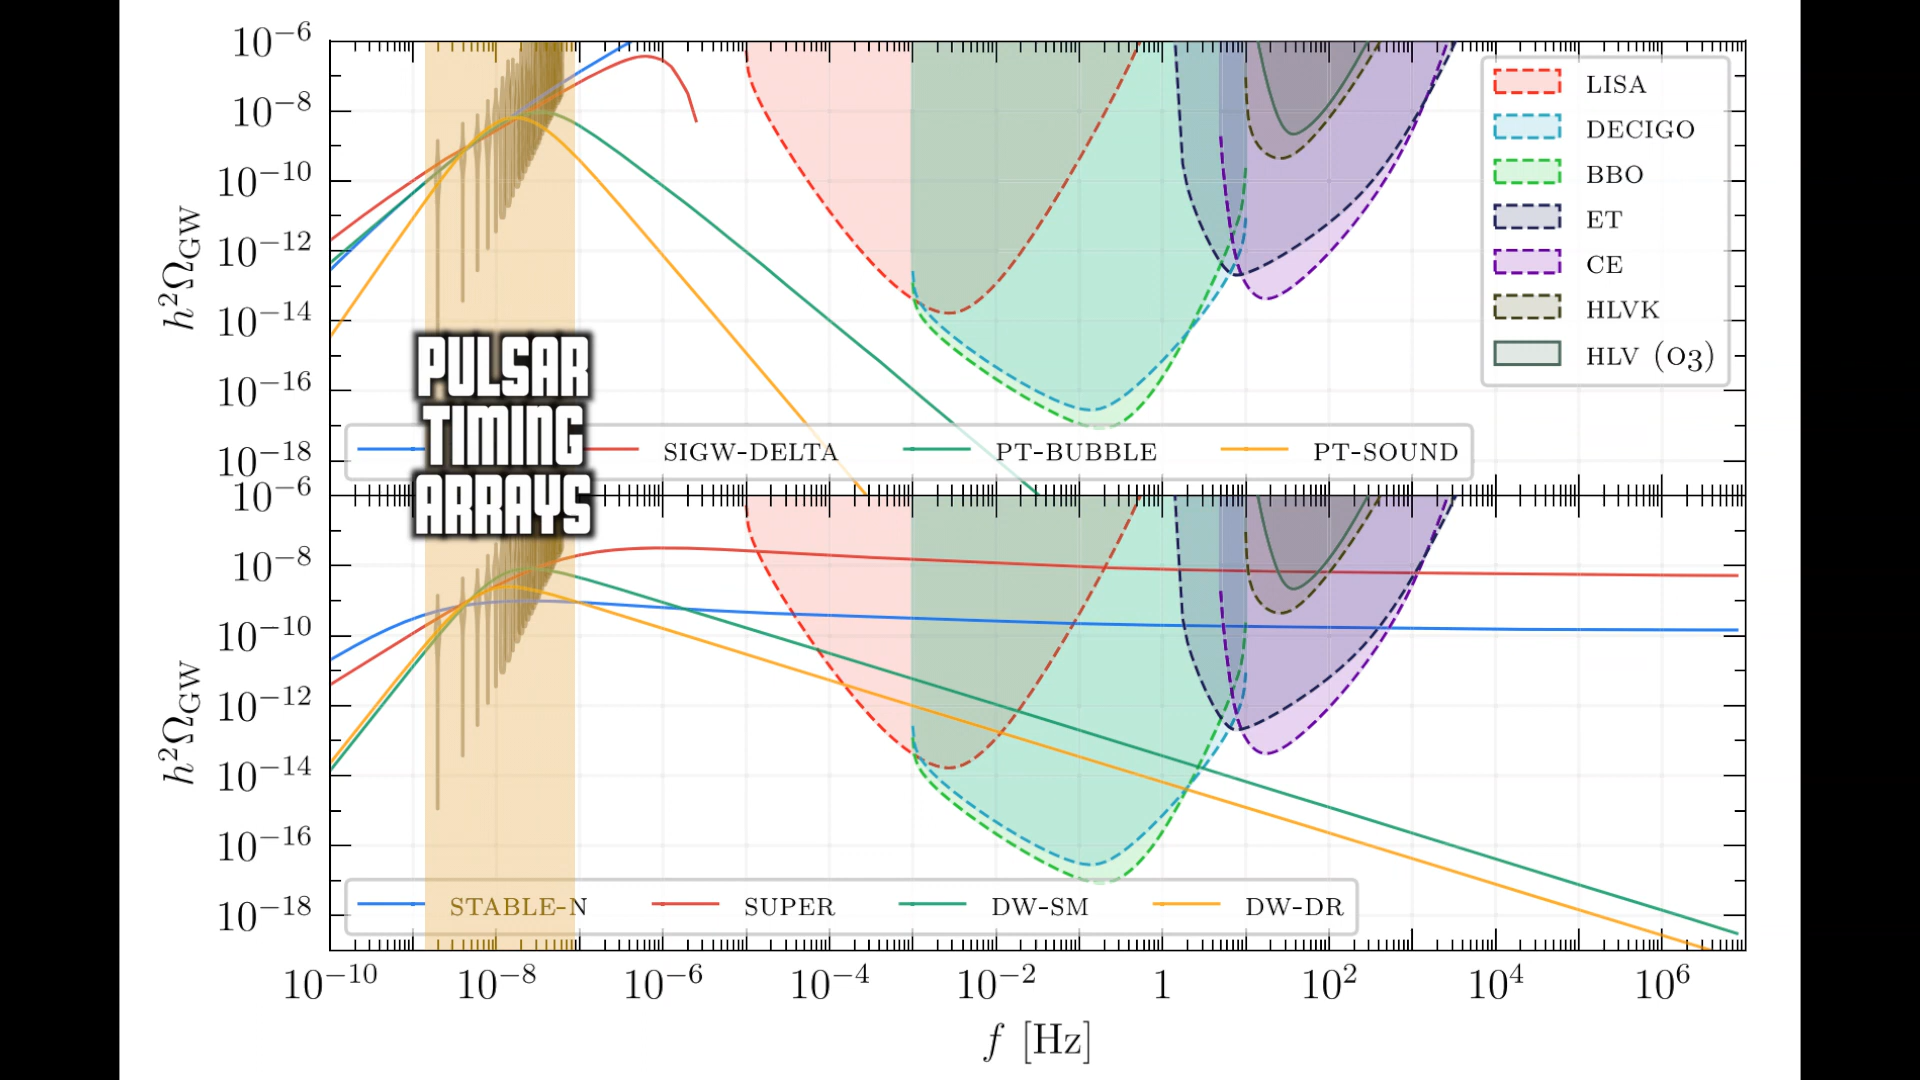 10⁻⁶
10⁻⁸
10⁻¹⁰
10⁻¹²
10⁻¹⁴
10⁻¹⁶
10⁻¹⁸
h²Ω_GW
LISA
DECIGO
BBO
ET
CE
HLVK
HLV (O3)
PULSAR
TIMING
ARRAYS
SIGW-DELTA PT-BUBBLE PT-SOUND
10⁻⁶
10⁻⁸
10⁻¹⁰
10⁻¹²
10⁻¹⁴
10⁻¹⁶
10⁻¹⁸
h²Ω_GW
STABLE-N SUPER DW-SM DW-DR
10⁻¹⁰ 10⁻⁸ 10⁻⁶ 10⁻⁴ 10⁻² 1 10² 10⁴ 10⁶
f [Hz]